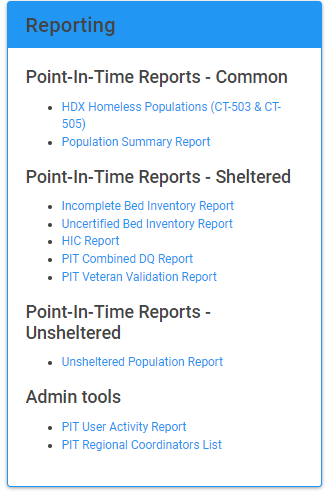 Reporting
Point-In-Time Reports - Common
HDX Homeless Populations (CT-503 & CT-
505)
Population Summary Report
Point-In-Time Reports - Sheltered
Incomplete Bed Inventory Report
Uncertified Bed Inventory Report
HIC Report
PIT Combined DQ Report
PIT Veteran Validation Report
Point-In-Time Reports -
Unsheltered
Unsheltered Population Report
Admin tools
PIT User Activity Report
PIT Regional Coordinators List